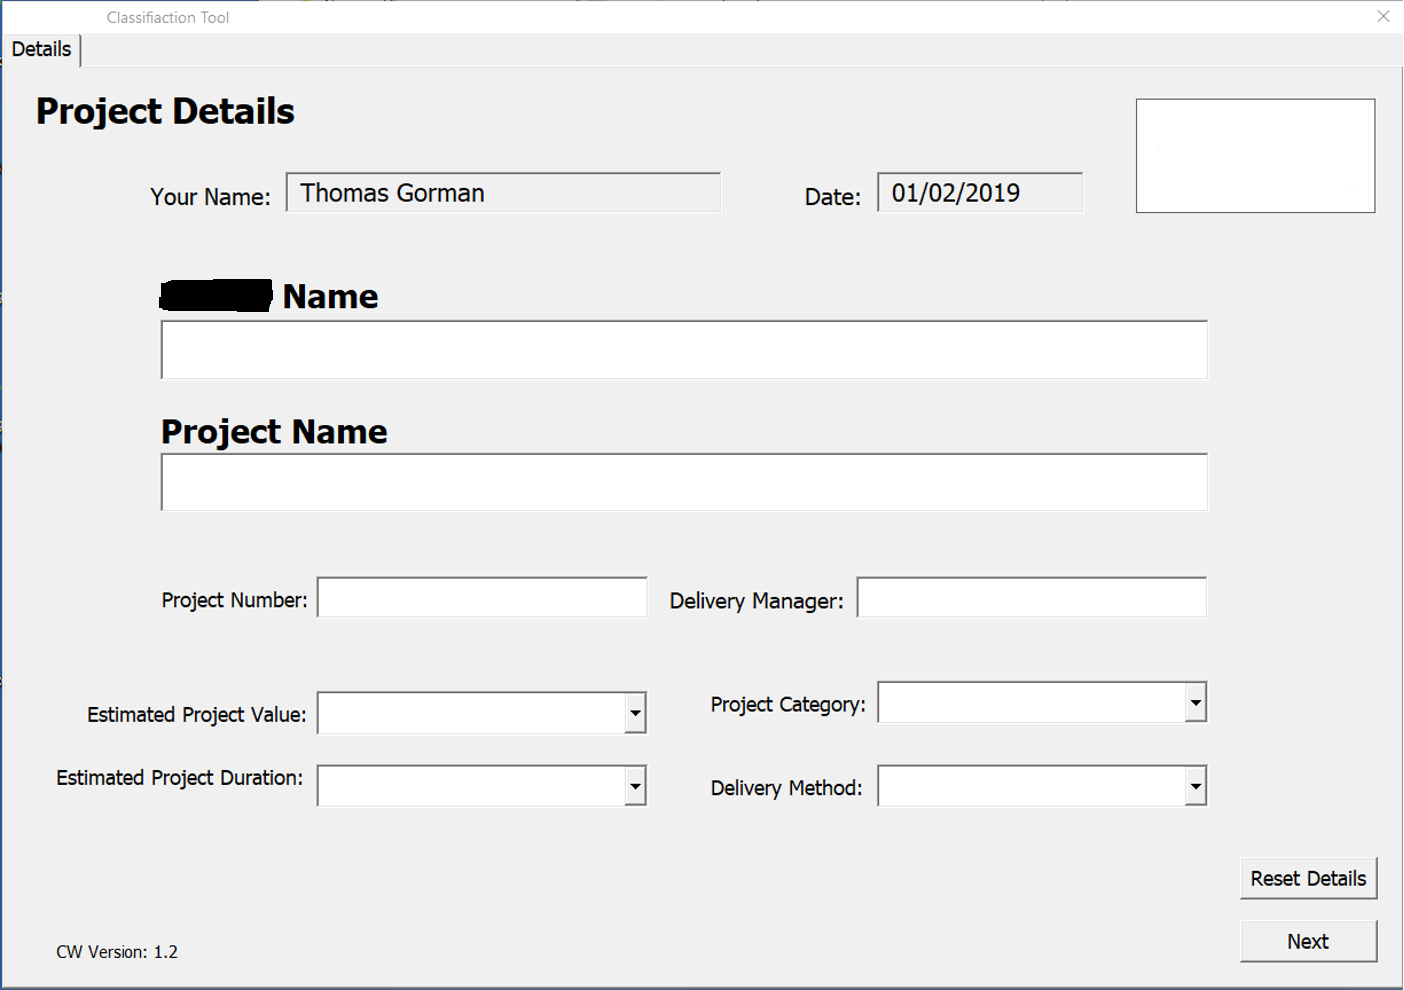 Classifiaction Tool
Details
Project Details
Your Name: Thomas Gorman Date: 01/02/2019
Name
Project Name
Project Number: Delivery Manager:
Estimated Project Value: Project Category:
Estimated Project Duration: Delivery Method:
Reset Details
CW Version: 1.2 Next